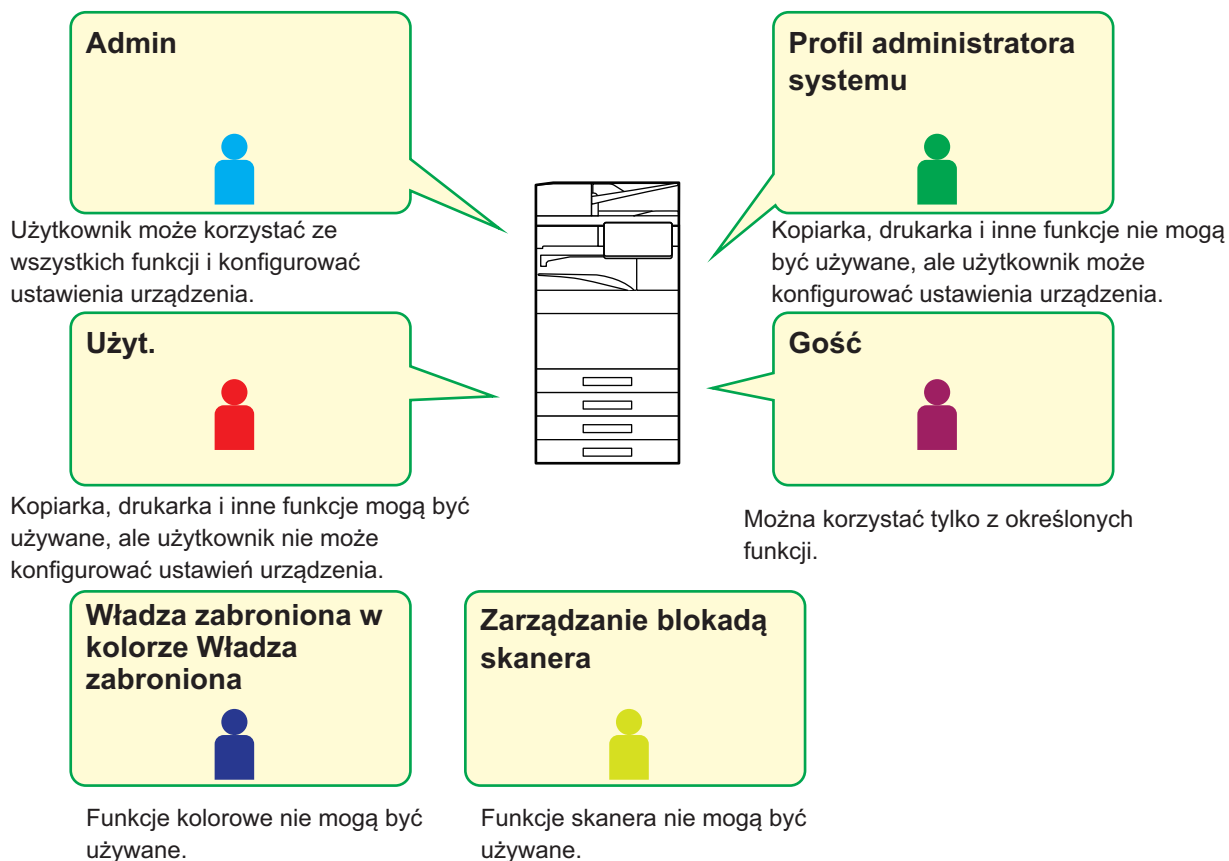 Admin
Użytkownik może korzystać ze
wszystkich funkcji i konfigurować
ustawienia urządzenia.
Profil administratora
systemu
Kopiarka, drukarka i inne funkcje nie mogą
być używane, ale użytkownik może
konfigurować ustawienia urządzenia.
Użyt.
Kopiarka, drukarka i inne funkcje mogą być
używane, ale użytkownik nie może
konfigurować ustawień urządzenia.
Gość
Można korzystać tylko z określonych
funkcji.
Władza zabroniona w
kolorze Władza
zabroniona
Funkcje kolorowe nie mogą być
używane.
Zarządzanie blokadą
skanera
Funkcje skanera nie mogą być
używane.